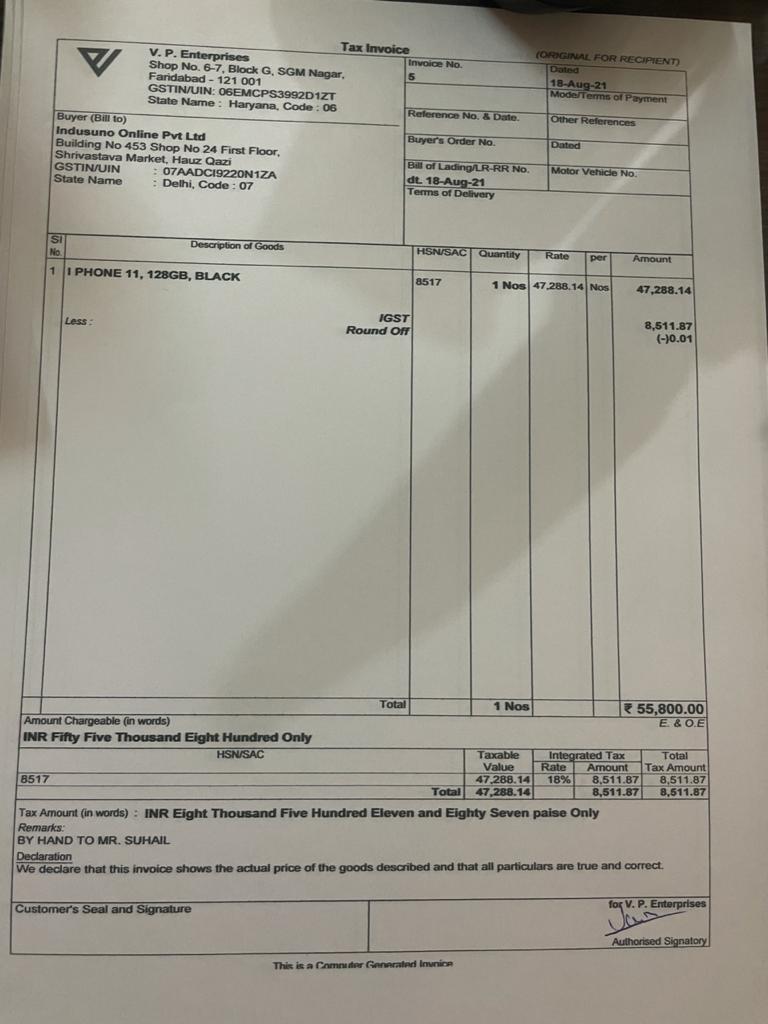 Tax Invoice
(ORIGINAL FOR RECIPIENT)
V. P. Enterprises
Shop No. 6-7, Block G, SGM Nagar,
Faridabad - 121 001
GSTIN/UIN: 06EMCPS3992D1ZT
State Name : Haryana, Code : 06
Invoice No.
5
Dated
18-Aug-21
Mode/Terms of Payment
Reference No. & Date.
Other References
Buyer (Bill to)
Indusuno Online Pvt Ltd
Building No 453 Shop No 24 First Floor,
Shrivastava Market, Hauz Qazi
GSTIN/UIN : 07AADCI9220N1ZA
State Name : Delhi, Code : 07
Buyer's Order No.
Dated
Bill of Lading/LR-RR No.
dt. 18-Aug-21
Motor Vehicle No.
Terms of Delivery
Sl No. Description of Goods HSN/SAC Quantity Rate per Amount
1 I PHONE 11, 128GB, BLACK 8517 1 Nos 47,288.14 Nos 47,288.14
IGST 8,511.87
Less : Round Off (-)0.01
Total 1 Nos ₹ 55,800.00
Amount Chargeable (in words) E. & O.E
INR Fifty Five Thousand Eight Hundred Only
HSN/SAC Taxable Value Integrated Tax Total Tax Amount
Rate Amount
8517 47,288.14 18% 8,511.87 8,511.87
Total 47,288.14 8,511.87 8,511.87
Tax Amount (in words) : INR Eight Thousand Five Hundred Eleven and Eighty Seven paise Only
Remarks:
BY HAND TO MR. SUHAIL
Declaration
We declare that this invoice shows the actual price of the goods described and that all particulars are true and correct.
Customer's Seal and Signature
for V. P. Enterprises
Authorised Signatory
This is a Computer Generated Invoice